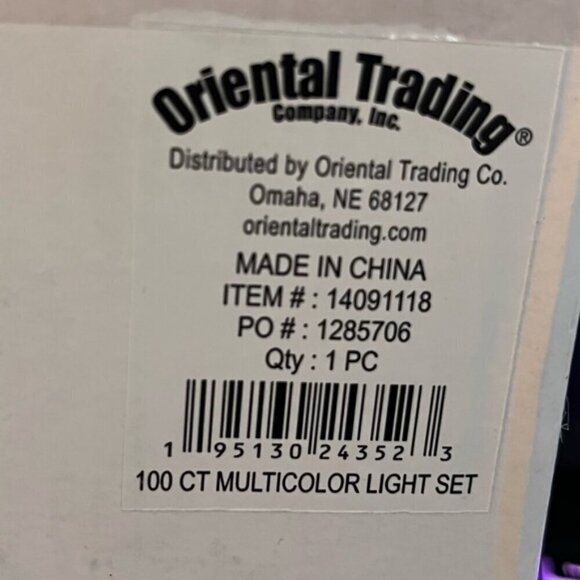 Oriental Trading ®
Company, Inc.
Distributed by Oriental Trading Co.
Omaha, NE 68127
orientaltrading.com
MADE IN CHINA
ITEM # : 14091118
PO # : 1285706
Qty : 1 PC
1 95130 24352 3
100 CT MULTICOLOR LIGHT SET